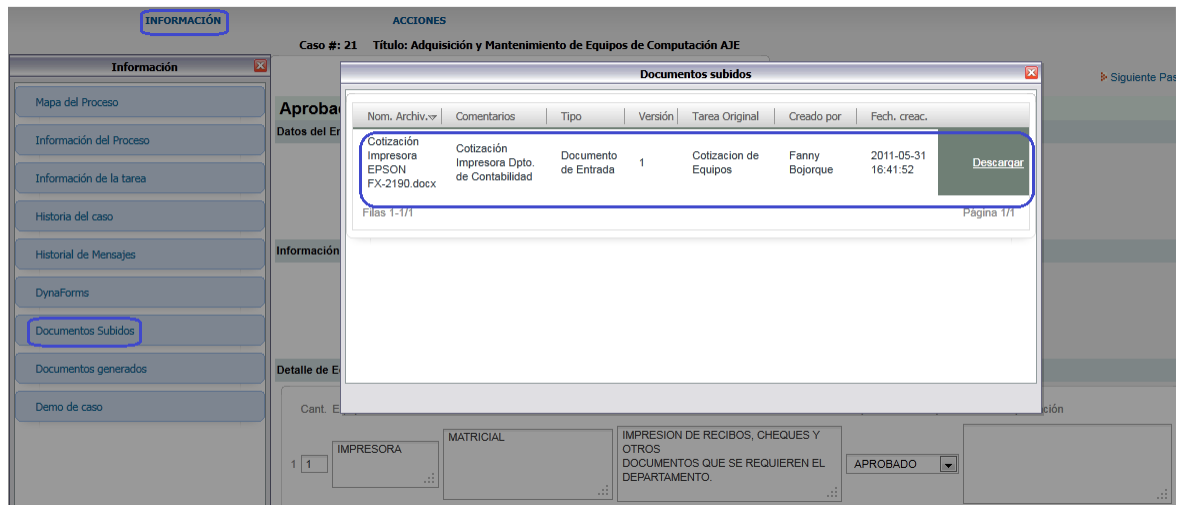 INFORMACIÓN ACCIONES
Caso #: 21 Título: Adquisición y Mantenimiento de Equipos de Computación AJE
Información
Mapa del Proceso
Información del Proceso
Información de la tarea
Historia del caso
Historial de Mensajes
DynaForms
Documentos Subidos
Documentos generados
Demo de caso
Siguiente Pas
Aproba
Datos del En
Información
Detalle de E
Documentos subidos
Nom. Archiv. Comentarios Tipo Versión Tarea Original Creado por Fech. creac.
Cotización
Impresora
EPSON
FX-2190.docx
Cotización
Impresora Dpto.
de Contabilidad
Documento
de Entrada
1
Cotizacion de
Equipos
Fanny
Bojorque
2011-05-31
16:41:52
Descargar
Filas 1-1/1 Página 1/1
Cant. ción
1 1
IMPRESORA
MATRICIAL
IMPRESION DE RECIBOS, CHEQUES Y
OTROS
DOCUMENTOS QUE SE REQUIEREN EL
DEPARTAMENTO.
APROBADO